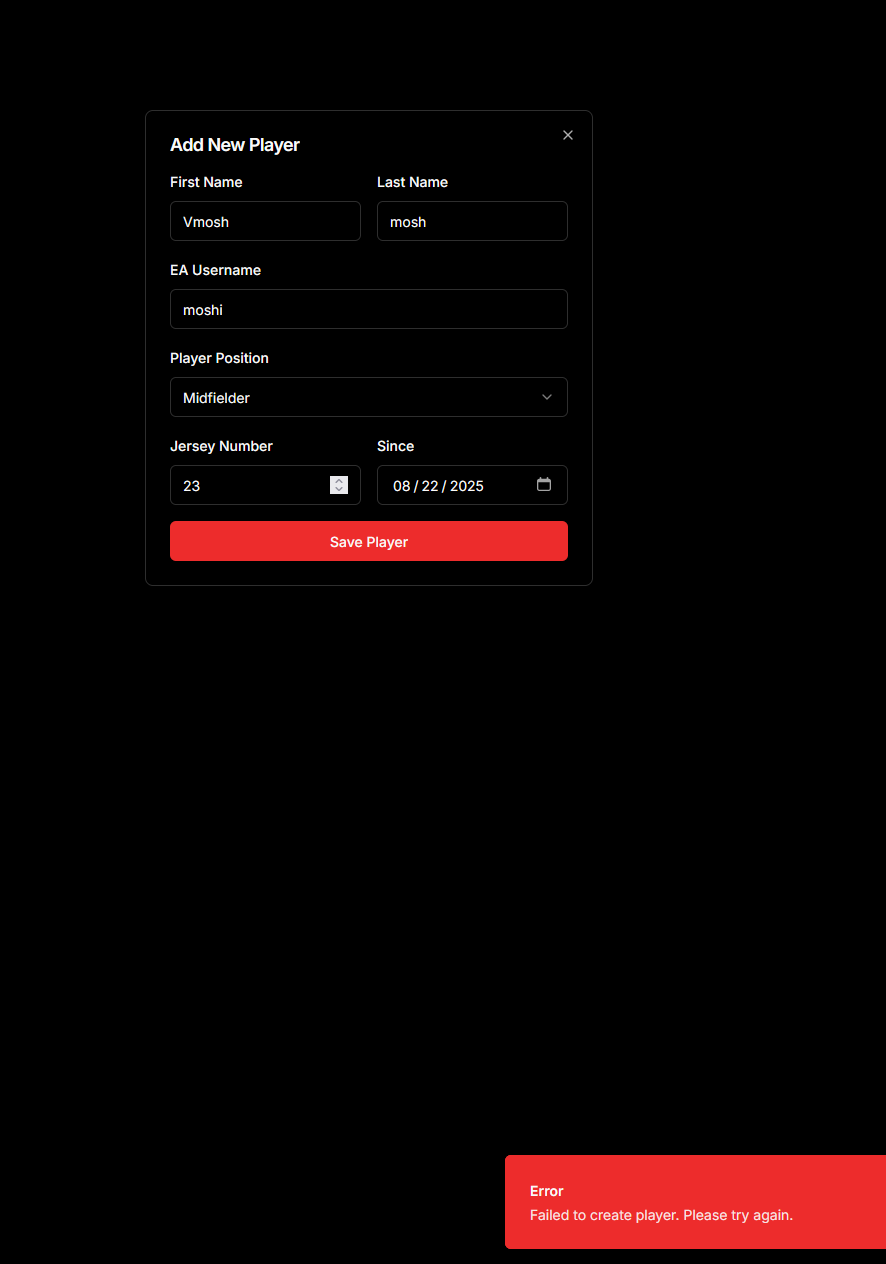 Add New Player
First Name Last Name
Vmosh mosh
EA Username
moshi
Player Position
Midfielder
Jersey Number Since
23 08 / 22 / 2025
Save Player
Error
Failed to create player. Please try again.